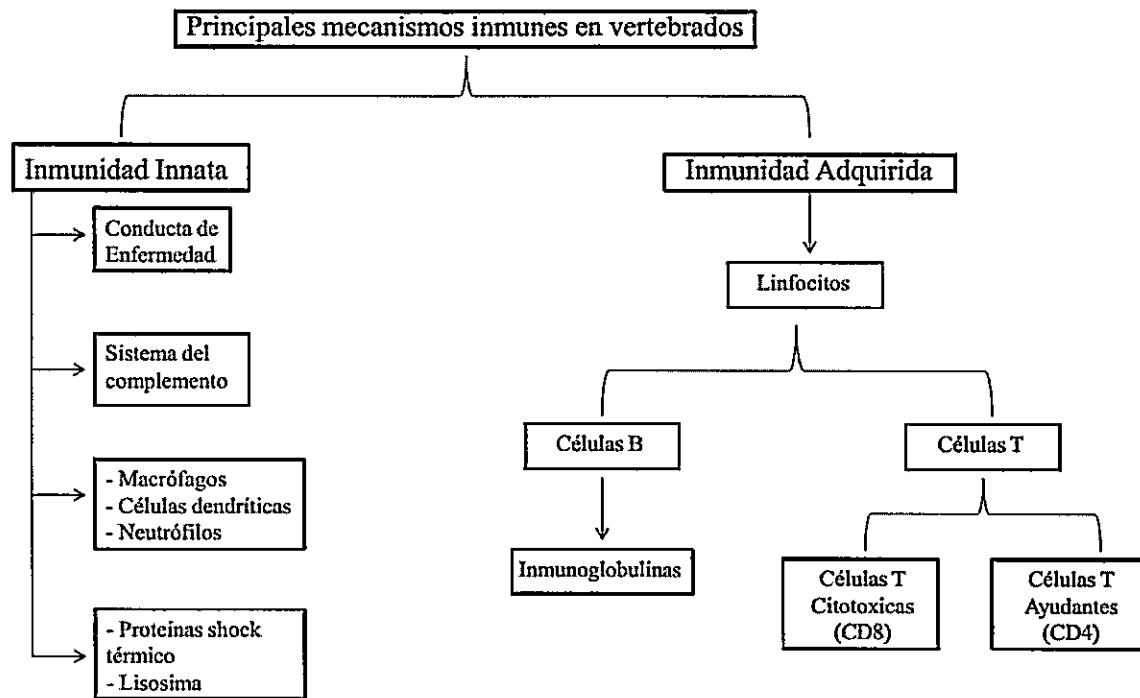 Principales mecanismos inmunes en vertebrados
Inmunidad Innata
Conducta de
Enfermedad
Sistema del
complemento
- Macrófagos
- Células dendríticas
- Neutrófilos
- Proteínas shock
térmico
- Lisosima
Inmunidad Adquirida
Linfocitos
Células B
Inmunoglobulinas
Células T
Células T
Citotoxicas
(CD8)
Células T
Ayudantes
(CD4)